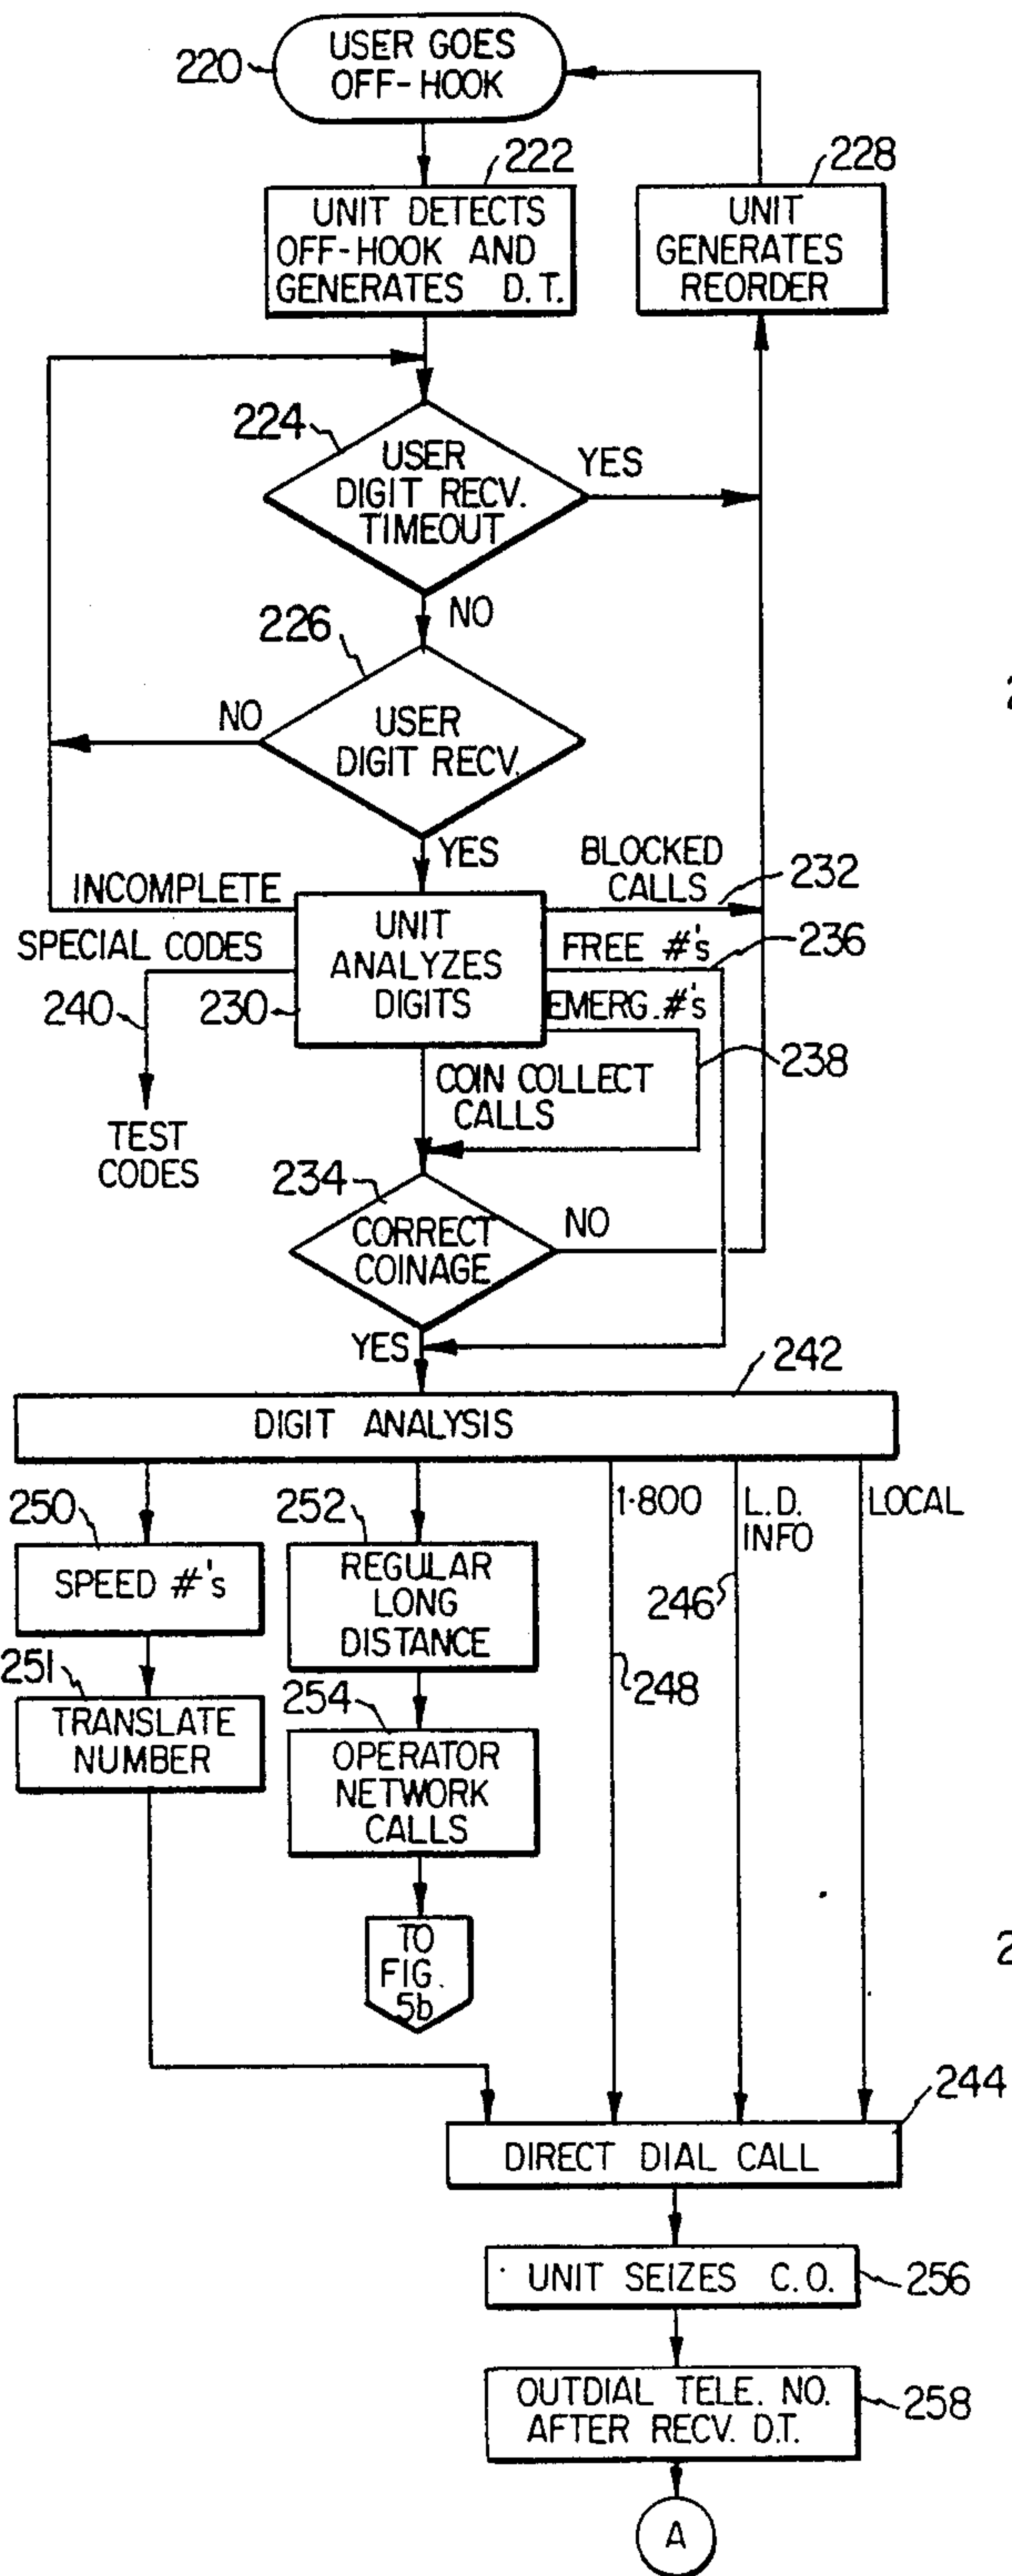 USER GOES
OFF-HOOK
220
222
228
UNIT DETECTS
OFF-HOOK AND
GENERATES D.T.
UNIT
GENERATES
REORDER
224
USER
DIGIT RECV.
TIMEOUT
YES
NO
226
USER
DIGIT RECV.
NO
YES
INCOMPLETE
BLOCKED
CALLS
232
SPECIAL CODES
UNIT
ANALYZES
DIGITS
FREE #'s
236
240
230
EMERG. #'s
238
COIN COLLECT
CALLS
TEST
CODES
234
CORRECT
COINAGE
NO
YES
242
DIGIT ANALYSIS
250
252
1-800
L.D.
INFO
LOCAL
SPEED #'s
REGULAR
LONG
DISTANCE
246
248
251
254
TRANSLATE
NUMBER
OPERATOR
NETWORK
CALLS
TO
FIG.
5b
244
DIRECT DIAL CALL
UNIT SEIZES C.O.
256
OUTDIAL TELE. NO.
AFTER RECV. D.T.
258
A